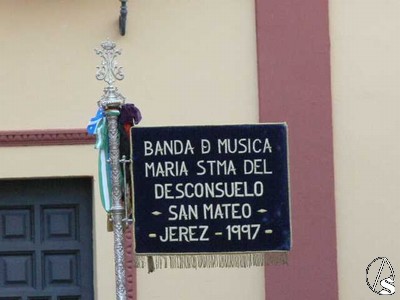 BANDA D MUSICA
MARIA STMA DEL
DESCONSUELO
- SAN MATEO -
- JEREZ - 1997 -